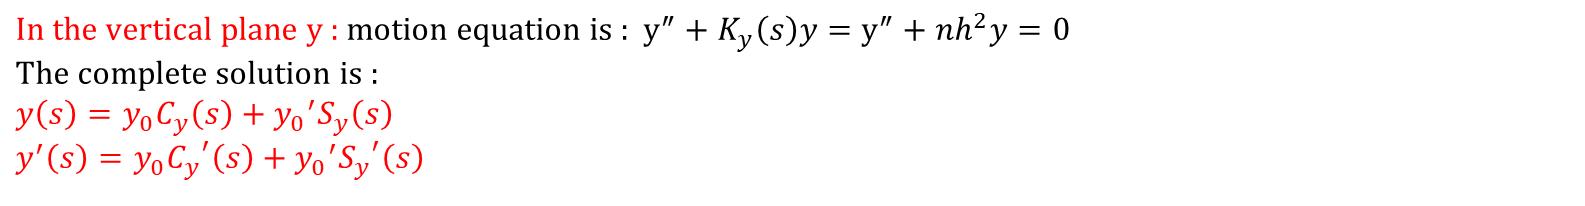 In the vertical plane y : motion equation is : y″ + K_y(s)y = y″ + nh²y = 0
The complete solution is :
y(s) = y₀C_y(s) + y₀′S_y(s)
y′(s) = y₀C_y′(s) + y₀′S_y′(s)